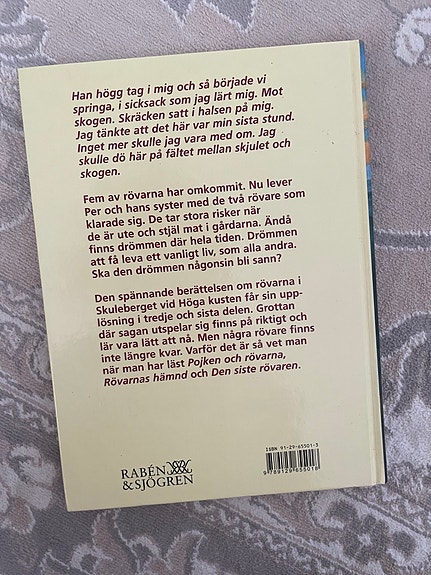 Han högg tag i mig och så började vi
springa, i sicksack som jag lärt mig. Mot
skogen. Skräcken satt i halsen på mig.
Jag tänkte att det här var min sista stund.
Inget mer skulle jag vara med om. Jag
skulle dö här på fältet mellan skjulet och
skogen.
Fem av rövarna har omkommit. Nu lever
Per och hans syster med de två rövare som
klarade sig. De tar stora risker när
de är ute och stjäl mat i gårdarna. Ändå
finns drömmen där hela tiden. Drömmen
att få leva ett vanligt liv, som alla andra.
Ska den drömmen någonsin bli sann?
Den spännande berättelsen om rövarna i
Skuleberget vid Höga kusten får sin upp-
lösning i tredje och sista delen. Grottan
där sagan utspelar sig finns på riktigt och
lär vara lätt att nå. Men några rövare finns
inte längre kvar. Varför det är så vet man
när man har läst Pojken och rövarna,
Rövarnas hämnd och Den siste rövaren.
ISBN 91-29-65501-3
9 789129 655018
RABÉN
&SJÖGREN